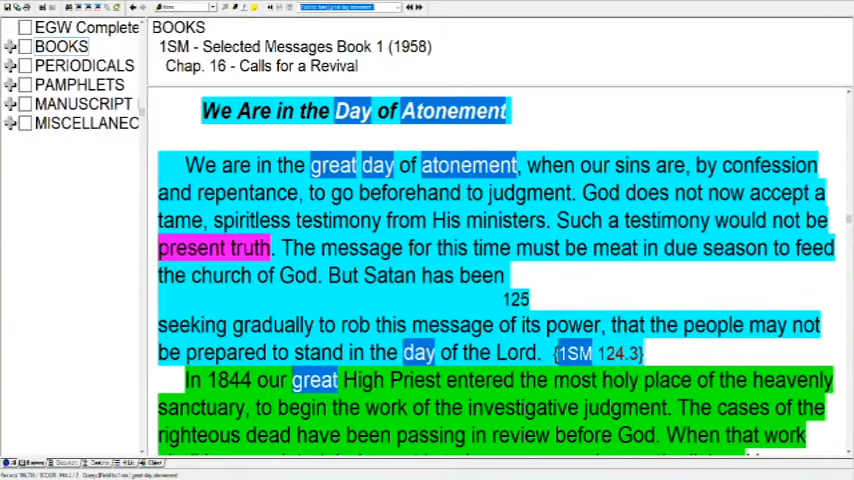 EGW Complete
BOOKS
PERIODICALS
PAMPHLETS
MANUSCRIPT
MISCELLANEC
BOOKS
1SM - Selected Messages Book 1 (1958)
Chap. 16 - Calls for a Revival
We Are in the Day of Atonement
We are in the great day of atonement, when our sins are, by confession
and repentance, to go beforehand to judgment. God does not now accept a
tame, spiritless testimony from His ministers. Such a testimony would not be
present truth. The message for this time must be meat in due season to feed
the church of God. But Satan has been
125
seeking gradually to rob this message of its power, that the people may not
be prepared to stand in the day of the Lord. {1SM 124.3}
In 1844 our great High Priest entered the most holy place of the heavenly
sanctuary, to begin the work of the investigative judgment. The cases of the
righteous dead have been passing in review before God. When that work